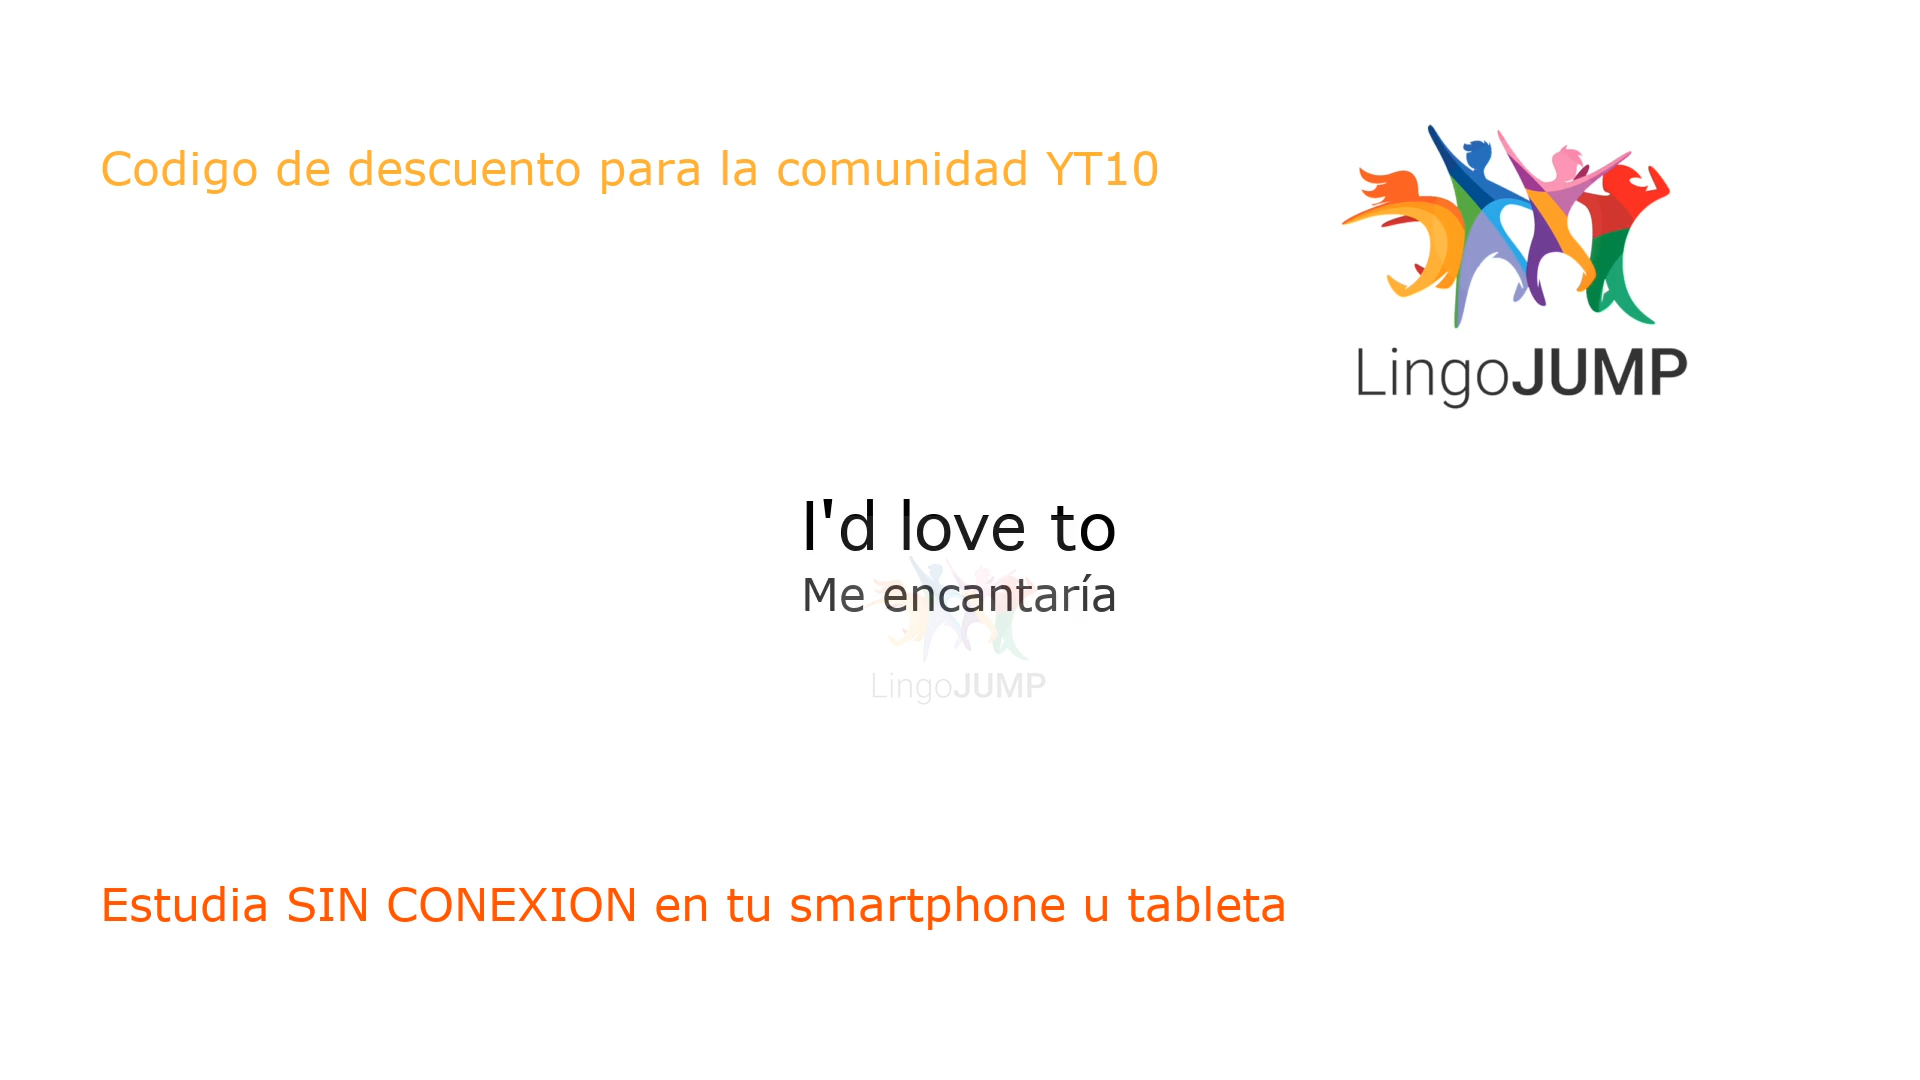 Codigo de descuento para la comunidad YT10
LingoJUMP
I'd love to
Me encantaría
LingoJUMP
Estudia SIN CONEXION en tu smartphone u tableta